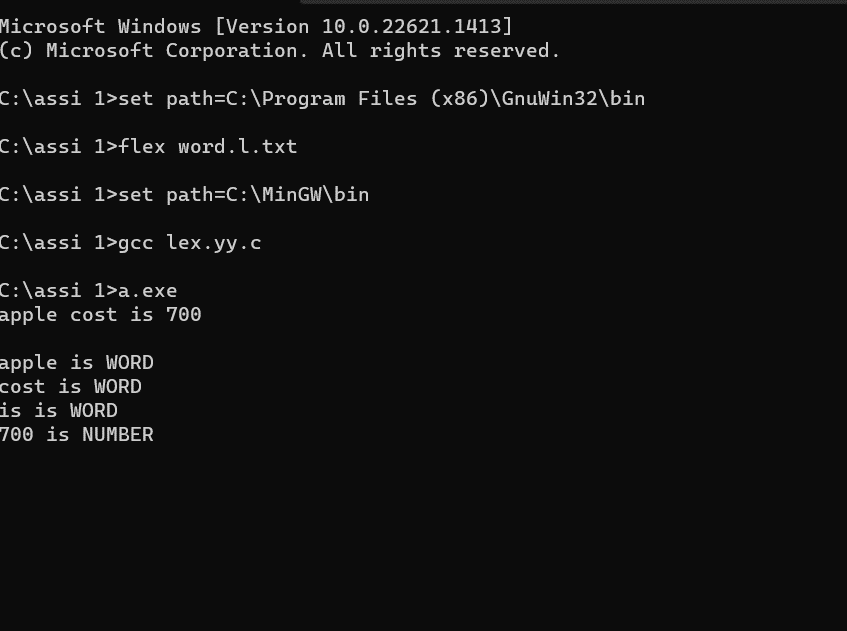 Microsoft Windows [Version 10.0.22621.1413]
(c) Microsoft Corporation. All rights reserved.
C:\assi 1>set path=C:\Program Files (x86)\GnuWin32\bin
C:\assi 1>flex word.l.txt
C:\assi 1>set path=C:\MinGW\bin
C:\assi 1>gcc lex.yy.c
C:\assi 1>a.exe
apple cost is 700
apple is WORD
cost is WORD
is is WORD
700 is NUMBER